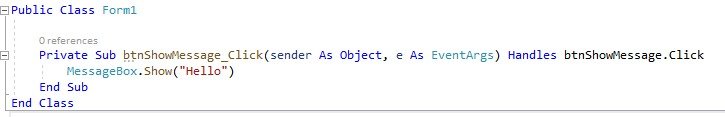 Public Class Form1
0 references
Private Sub btnShowMessage_Click(sender As Object, e As EventArgs) Handles btnShowMessage.Click
MessageBox.Show("Hello")
End Sub
End Class